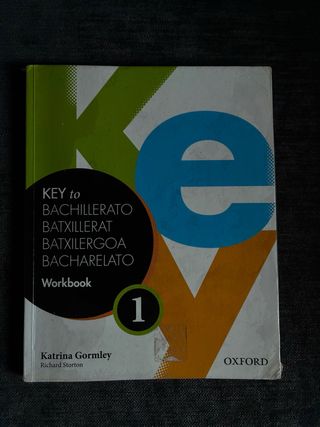 Key
KEY to
BACHILLERATO
BATXILLERAT
BATXILERGOA
BACHARELATO
Workbook
1
Katrina Gormley
Richard Storton
OXFORD